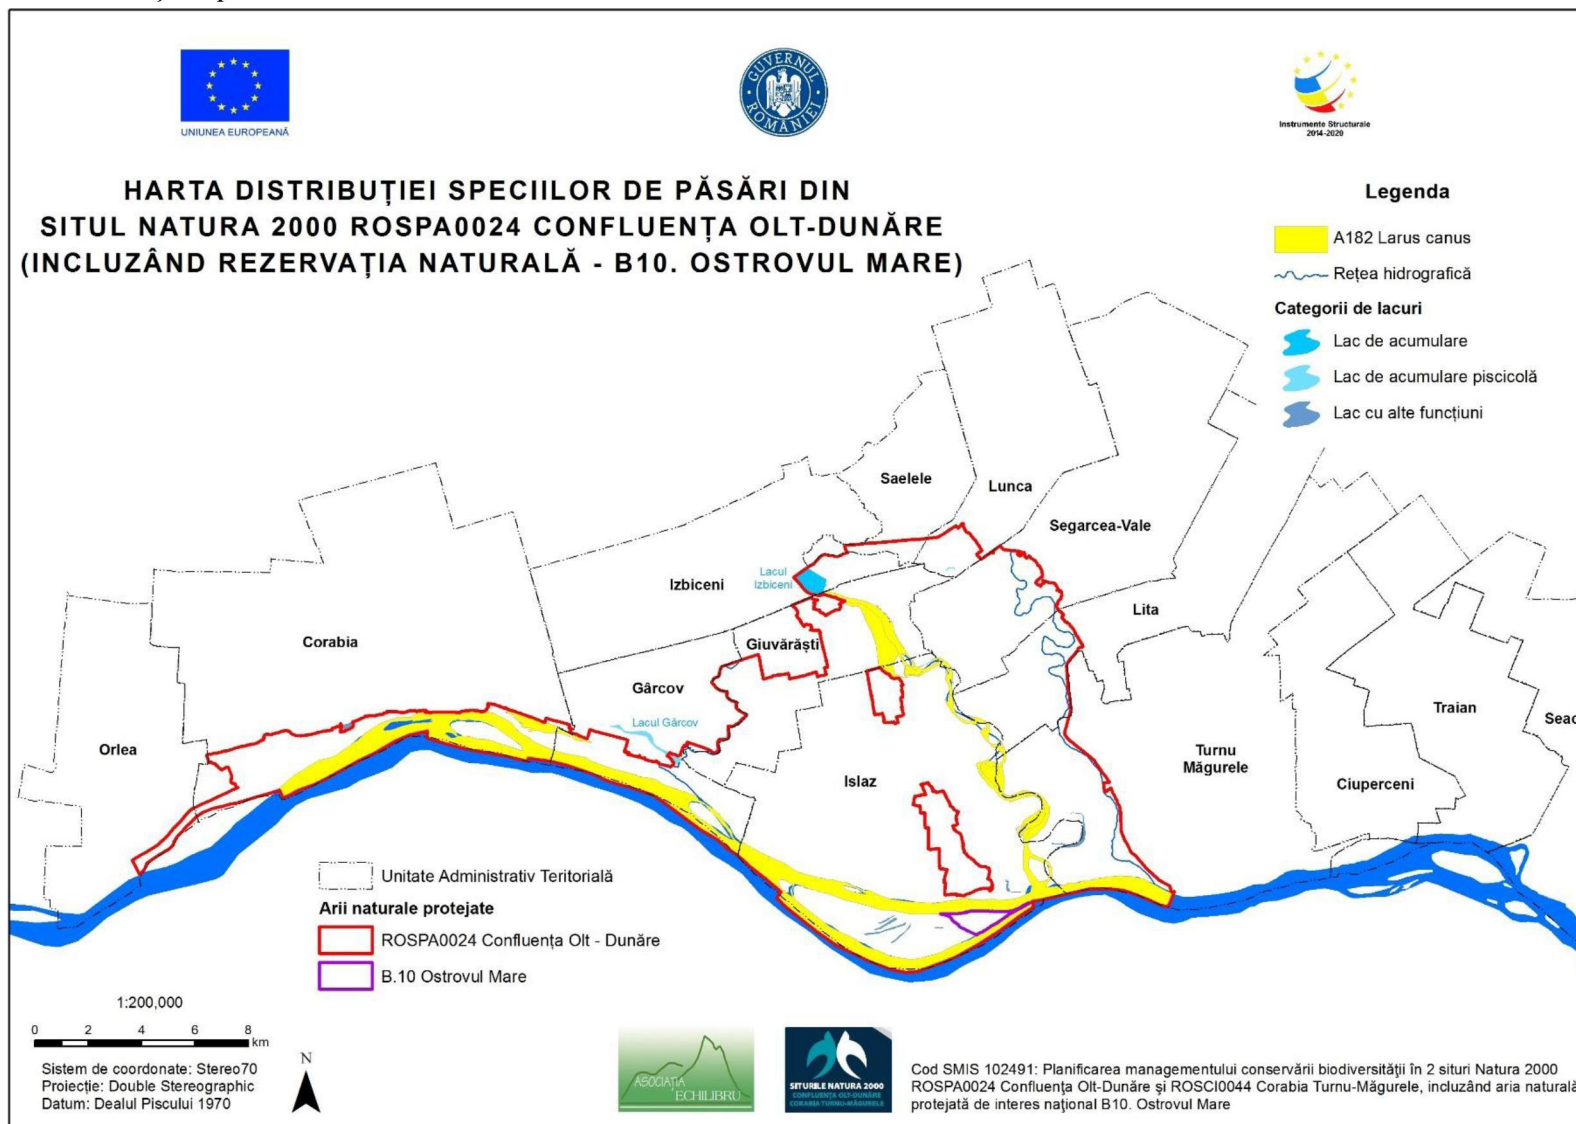 UNIUNEA EUROPEANĂ
GUVERNUL ROMÂNIEI
Instrumente Structurale
2014-2020
HARTA DISTRIBUȚIEI SPECIILOR DE PĂSĂRI DIN
SITUL NATURA 2000 ROSPA0024 CONFLUENȚA OLT-DUNĂRE
(INCLUZÂND REZERVAȚIA NATURALĂ - B10. OSTROVUL MARE)
Legenda
A182 Larus canus
Rețea hidrografică
Categorii de lacuri
Lac de acumulare
Lac de acumulare piscicolă
Lac cu alte funcțiuni
Saelele
Lunca
Segarcea-Vale
Izbiceni
Lacul
Izbiceni
Lita
Corabia
Giuvărăști
Gârcov
Lacul Gârcov
Orlea
Islaz
Turnu
Măgurele
Traian
Seac
Ciuperceni
Unitate Administrativ Teritorială
Arii naturale protejate
ROSPA0024 Confluența Olt - Dunăre
B.10 Ostrovul Mare
1:200,000
0 2 4 6 8
km
N
Sistem de coordonate: Stereo70
Proiecție: Double Stereographic
Datum: Dealul Piscului 1970
ASOCIAȚIA
ECHILIBRU
SITURILE NATURA 2000
CONFLUENȚA OLT-DUNĂRE
CORABIA TURNU-MĂGURELE
Cod SMIS 102491: Planificarea managementului conservării biodiversităţii în 2 situri Natura 2000
ROSPA0024 Confluenţa Olt-Dunăre şi ROSCI0044 Corabia Turnu-Măgurele, incluzând aria naturală
protejată de interes naţional B10. Ostrovul Mare